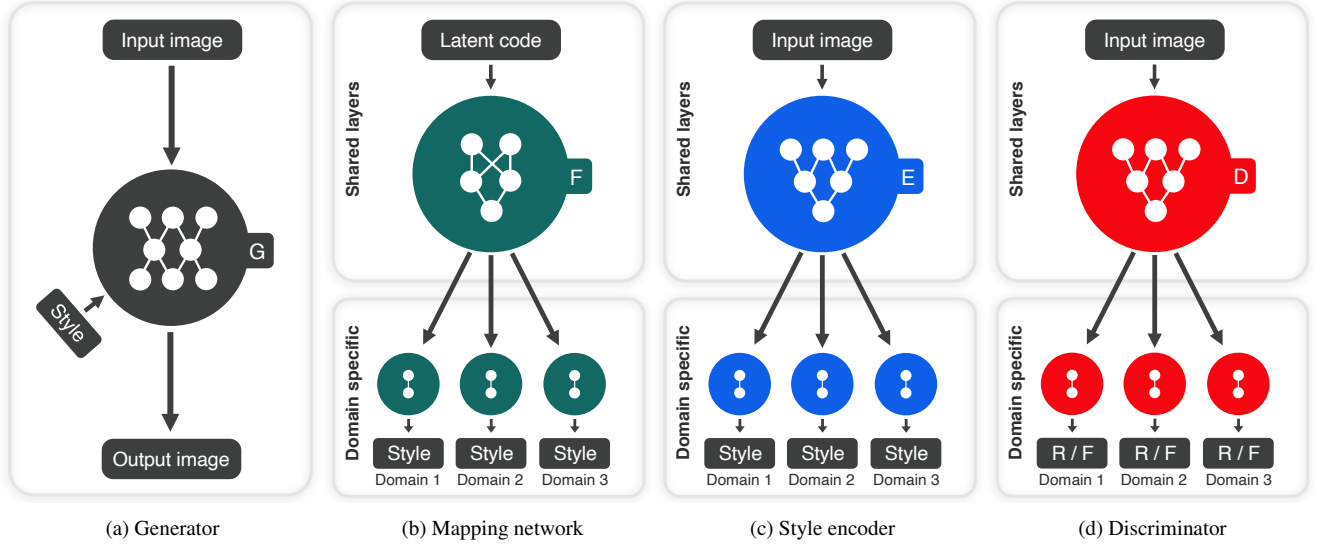 Input image
G
Style
Output image
(a) Generator
Shared layers
Latent code
F
Domain specific
Style Style Style
Domain 1 Domain 2 Domain 3
(b) Mapping network
Shared layers
Input image
E
Domain specific
Style Style Style
Domain 1 Domain 2 Domain 3
(c) Style encoder
Shared layers
Input image
D
Domain specific
R / F R / F R / F
Domain 1 Domain 2 Domain 3
(d) Discriminator